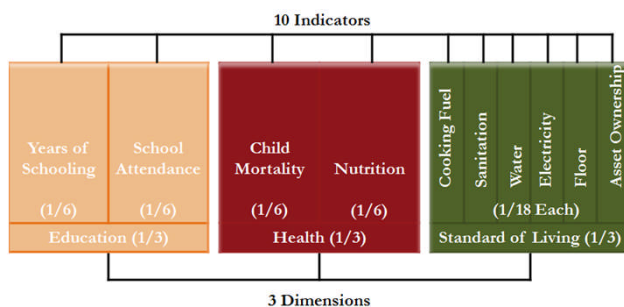 10 Indicators
Years of
Schooling
(1/6)
School
Attendance
(1/6)
Education (1/3)
Child
Mortality
(1/6)
Nutrition
(1/6)
Health (1/3)
Cooking Fuel
Sanitation
Water
Electricity
Floor
Asset Ownership
(1/18 Each)
Standard of Living (1/3)
3 Dimensions